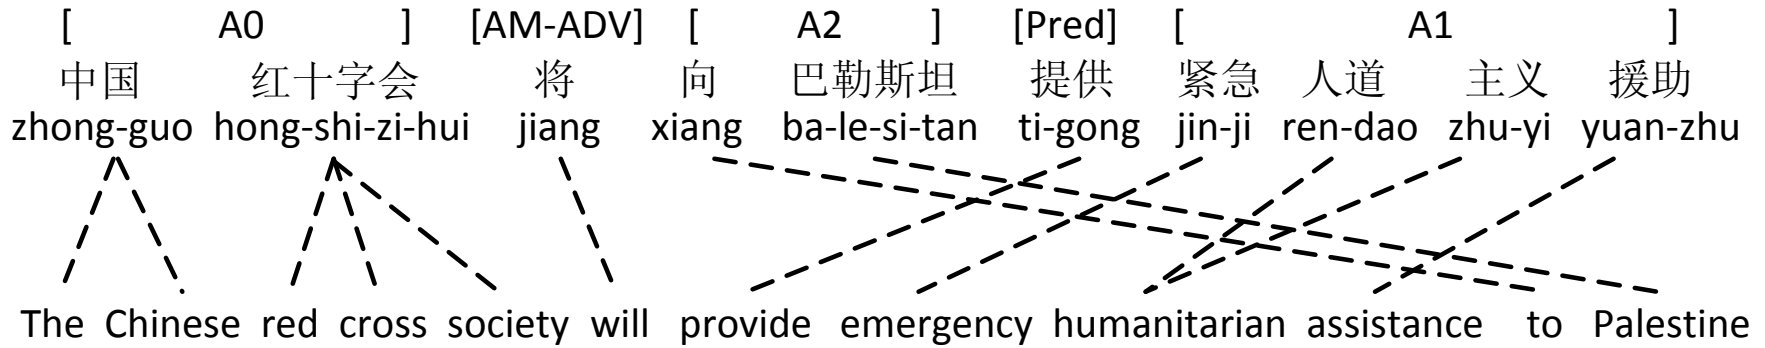 [ A0 ] [AM-ADV] [ A2 ] [Pred] [ A1 ]
中国 红十字会 将 向 巴勒斯坦 提供 紧急 人道 主义 援助
zhong-guo hong-shi-zi-hui jiang xiang ba-le-si-tan ti-gong jin-ji ren-dao zhu-yi yuan-zhu
The Chinese red cross society will provide emergency humanitarian assistance to Palestine